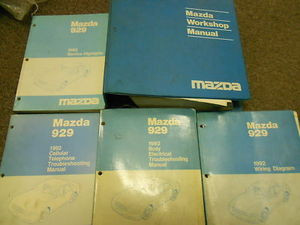 Mazda
929
1992
Service Highlights
mazda
Mazda
Workshop
Manual
mazda
Mazda
929
1992
Cellular
Telephone
Troubleshooting
Manual
Mazda
929
1992
Body
Electrical
Troubleshooting
Manual
Mazda
929
1992
Wiring Diagram